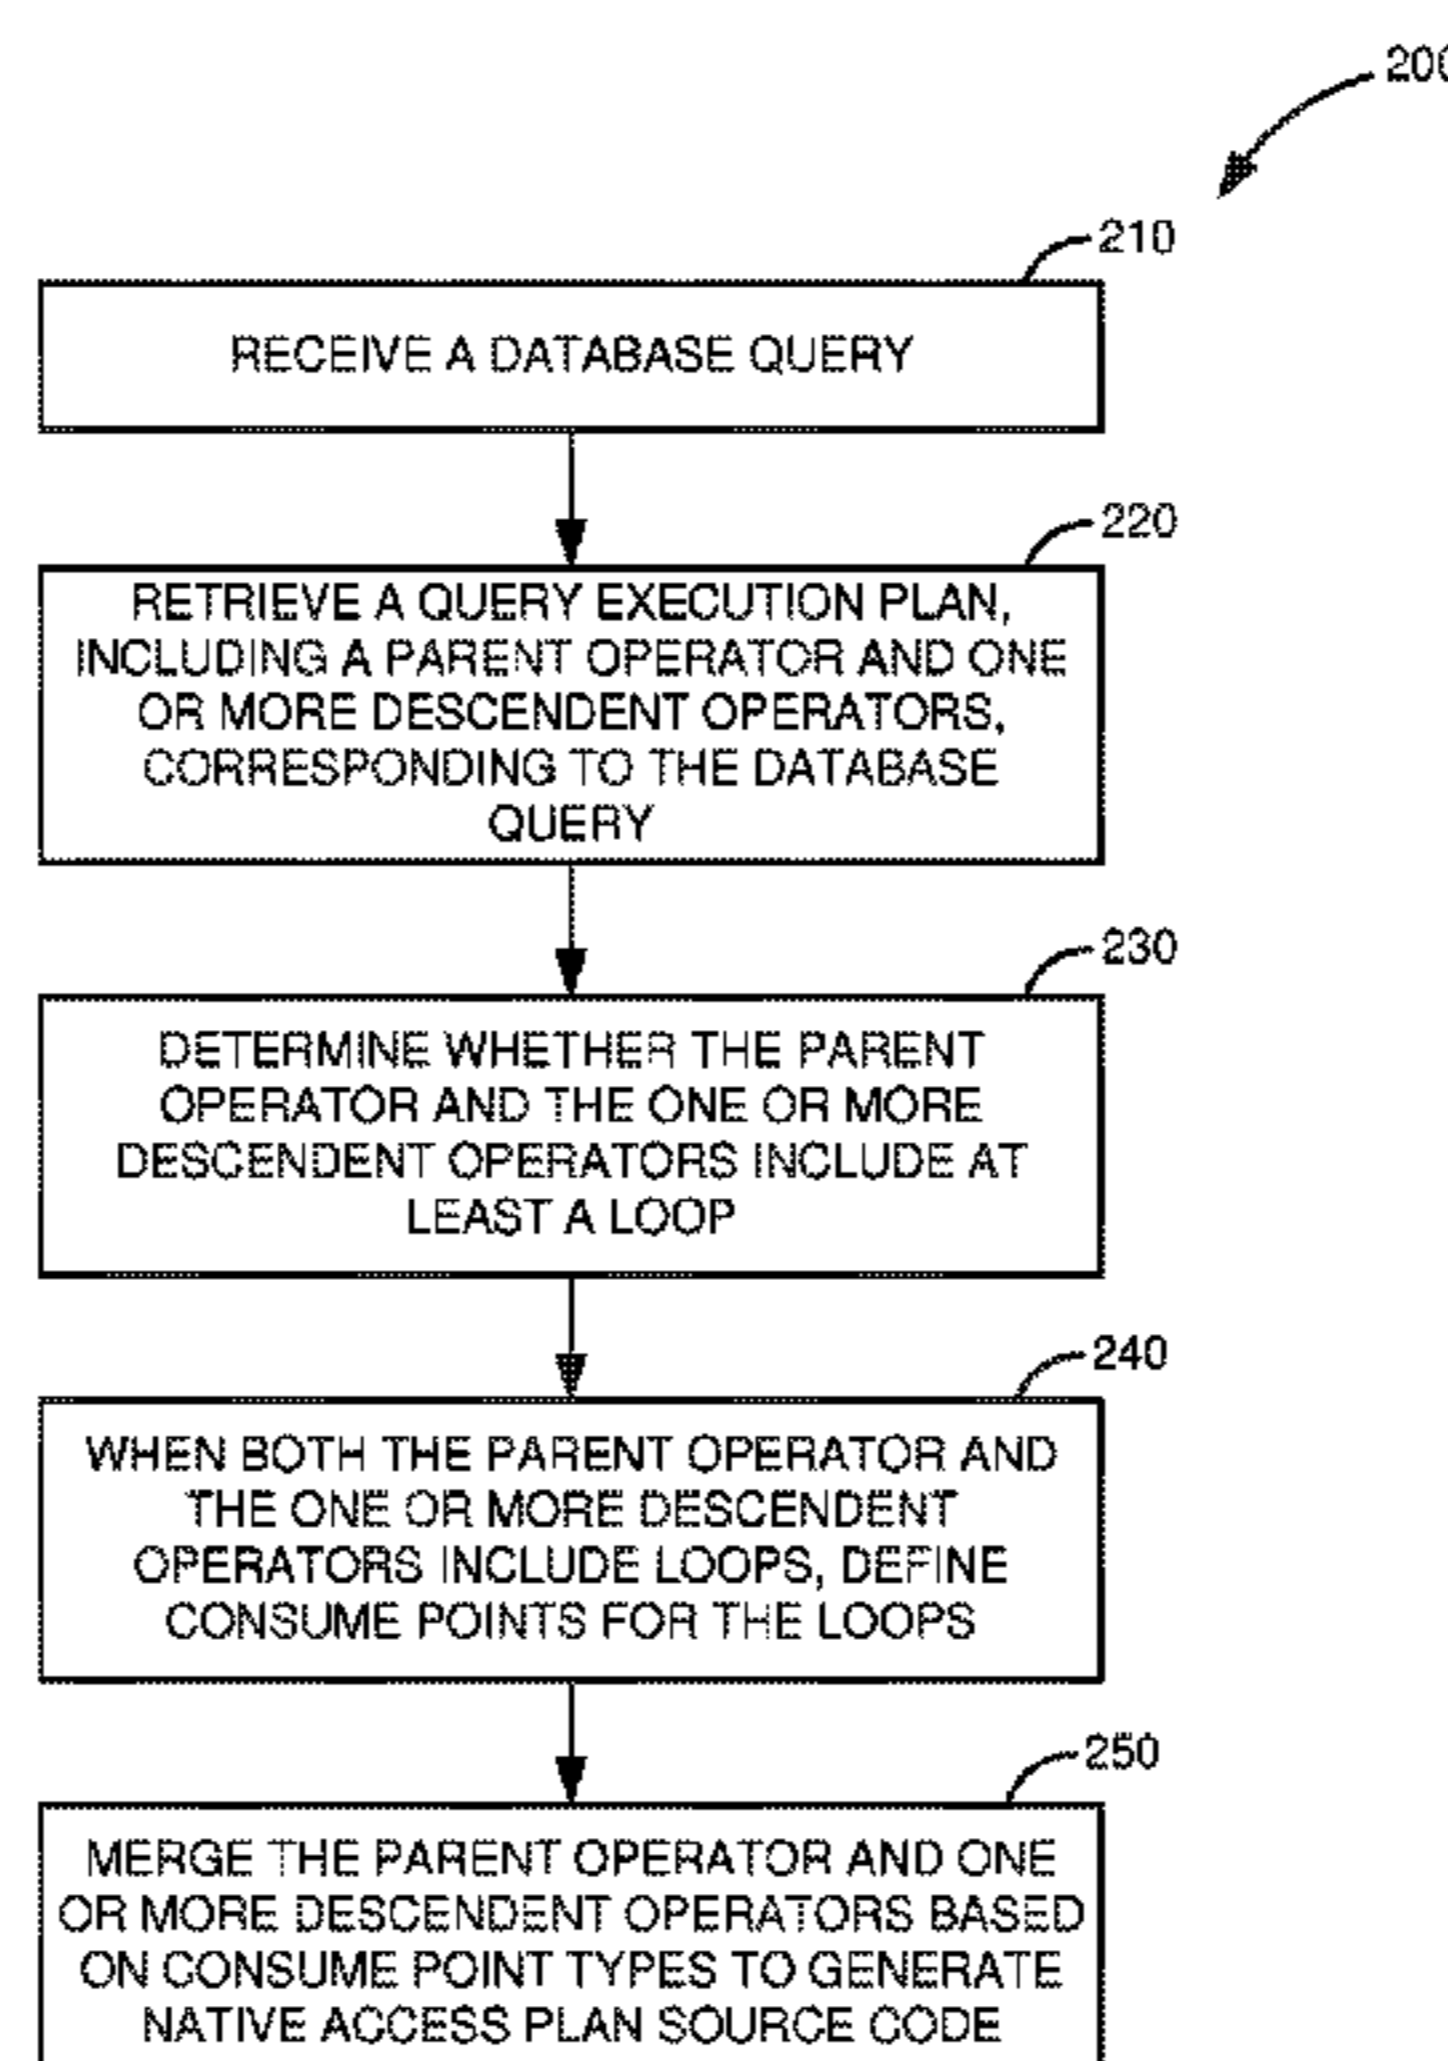 200
210
RECEIVE A DATABASE QUERY
220
RETRIEVE A QUERY EXECUTION PLAN,
INCLUDING A PARENT OPERATOR AND ONE
OR MORE DESCENDENT OPERATORS,
CORRESPONDING TO THE DATABASE
QUERY
230
DETERMINE WHETHER THE PARENT
OPERATOR AND THE ONE OR MORE
DESCENDENT OPERATORS INCLUDE AT
LEAST A LOOP
240
WHEN BOTH THE PARENT OPERATOR AND
THE ONE OR MORE DESCENDENT
OPERATORS INCLUDE LOOPS, DEFINE
CONSUME POINTS FOR THE LOOPS
250
MERGE THE PARENT OPERATOR AND ONE
OR MORE DESCENDENT OPERATORS BASED
ON CONSUME POINT TYPES TO GENERATE
NATIVE ACCESS PLAN SOURCE CODE